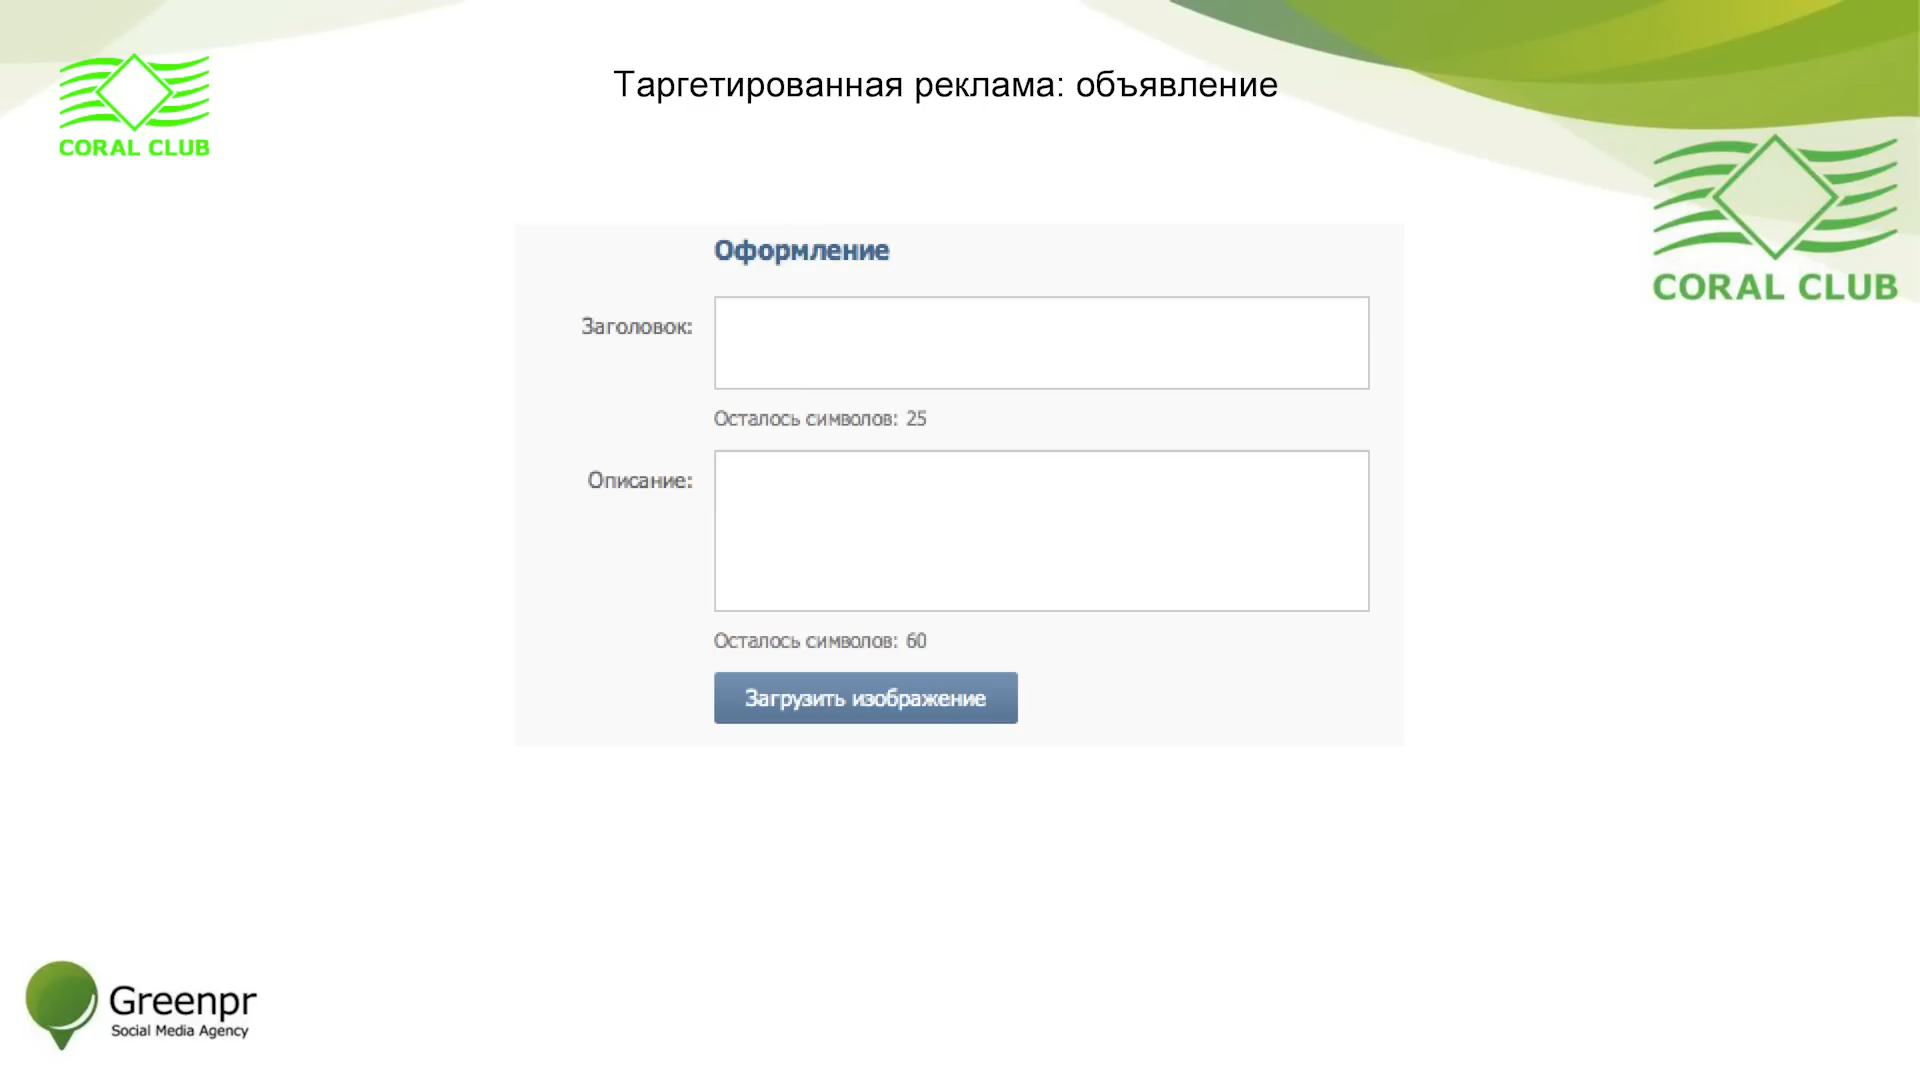 Таргетированная реклама: объявление
CORAL CLUB
CORAL CLUB
Оформление
Заголовок:
Осталось символов: 25
Описание:
Осталось символов: 60
Загрузить изображение
Greenpr
Social Media Agency